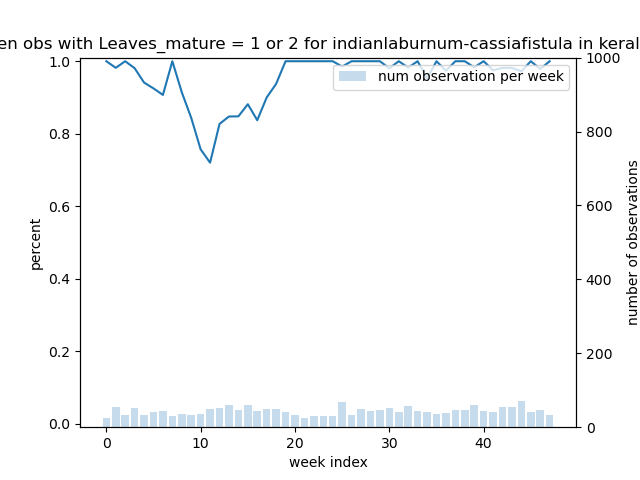 en obs with Leaves_mature = 1 or 2 for indianlaburnum-cassiafistula in keral
num observation per week
percent
number of observations
1.0
0.8
0.6
0.4
0.2
0.0
1000
800
600
400
200
0
0 10 20 30 40
week index